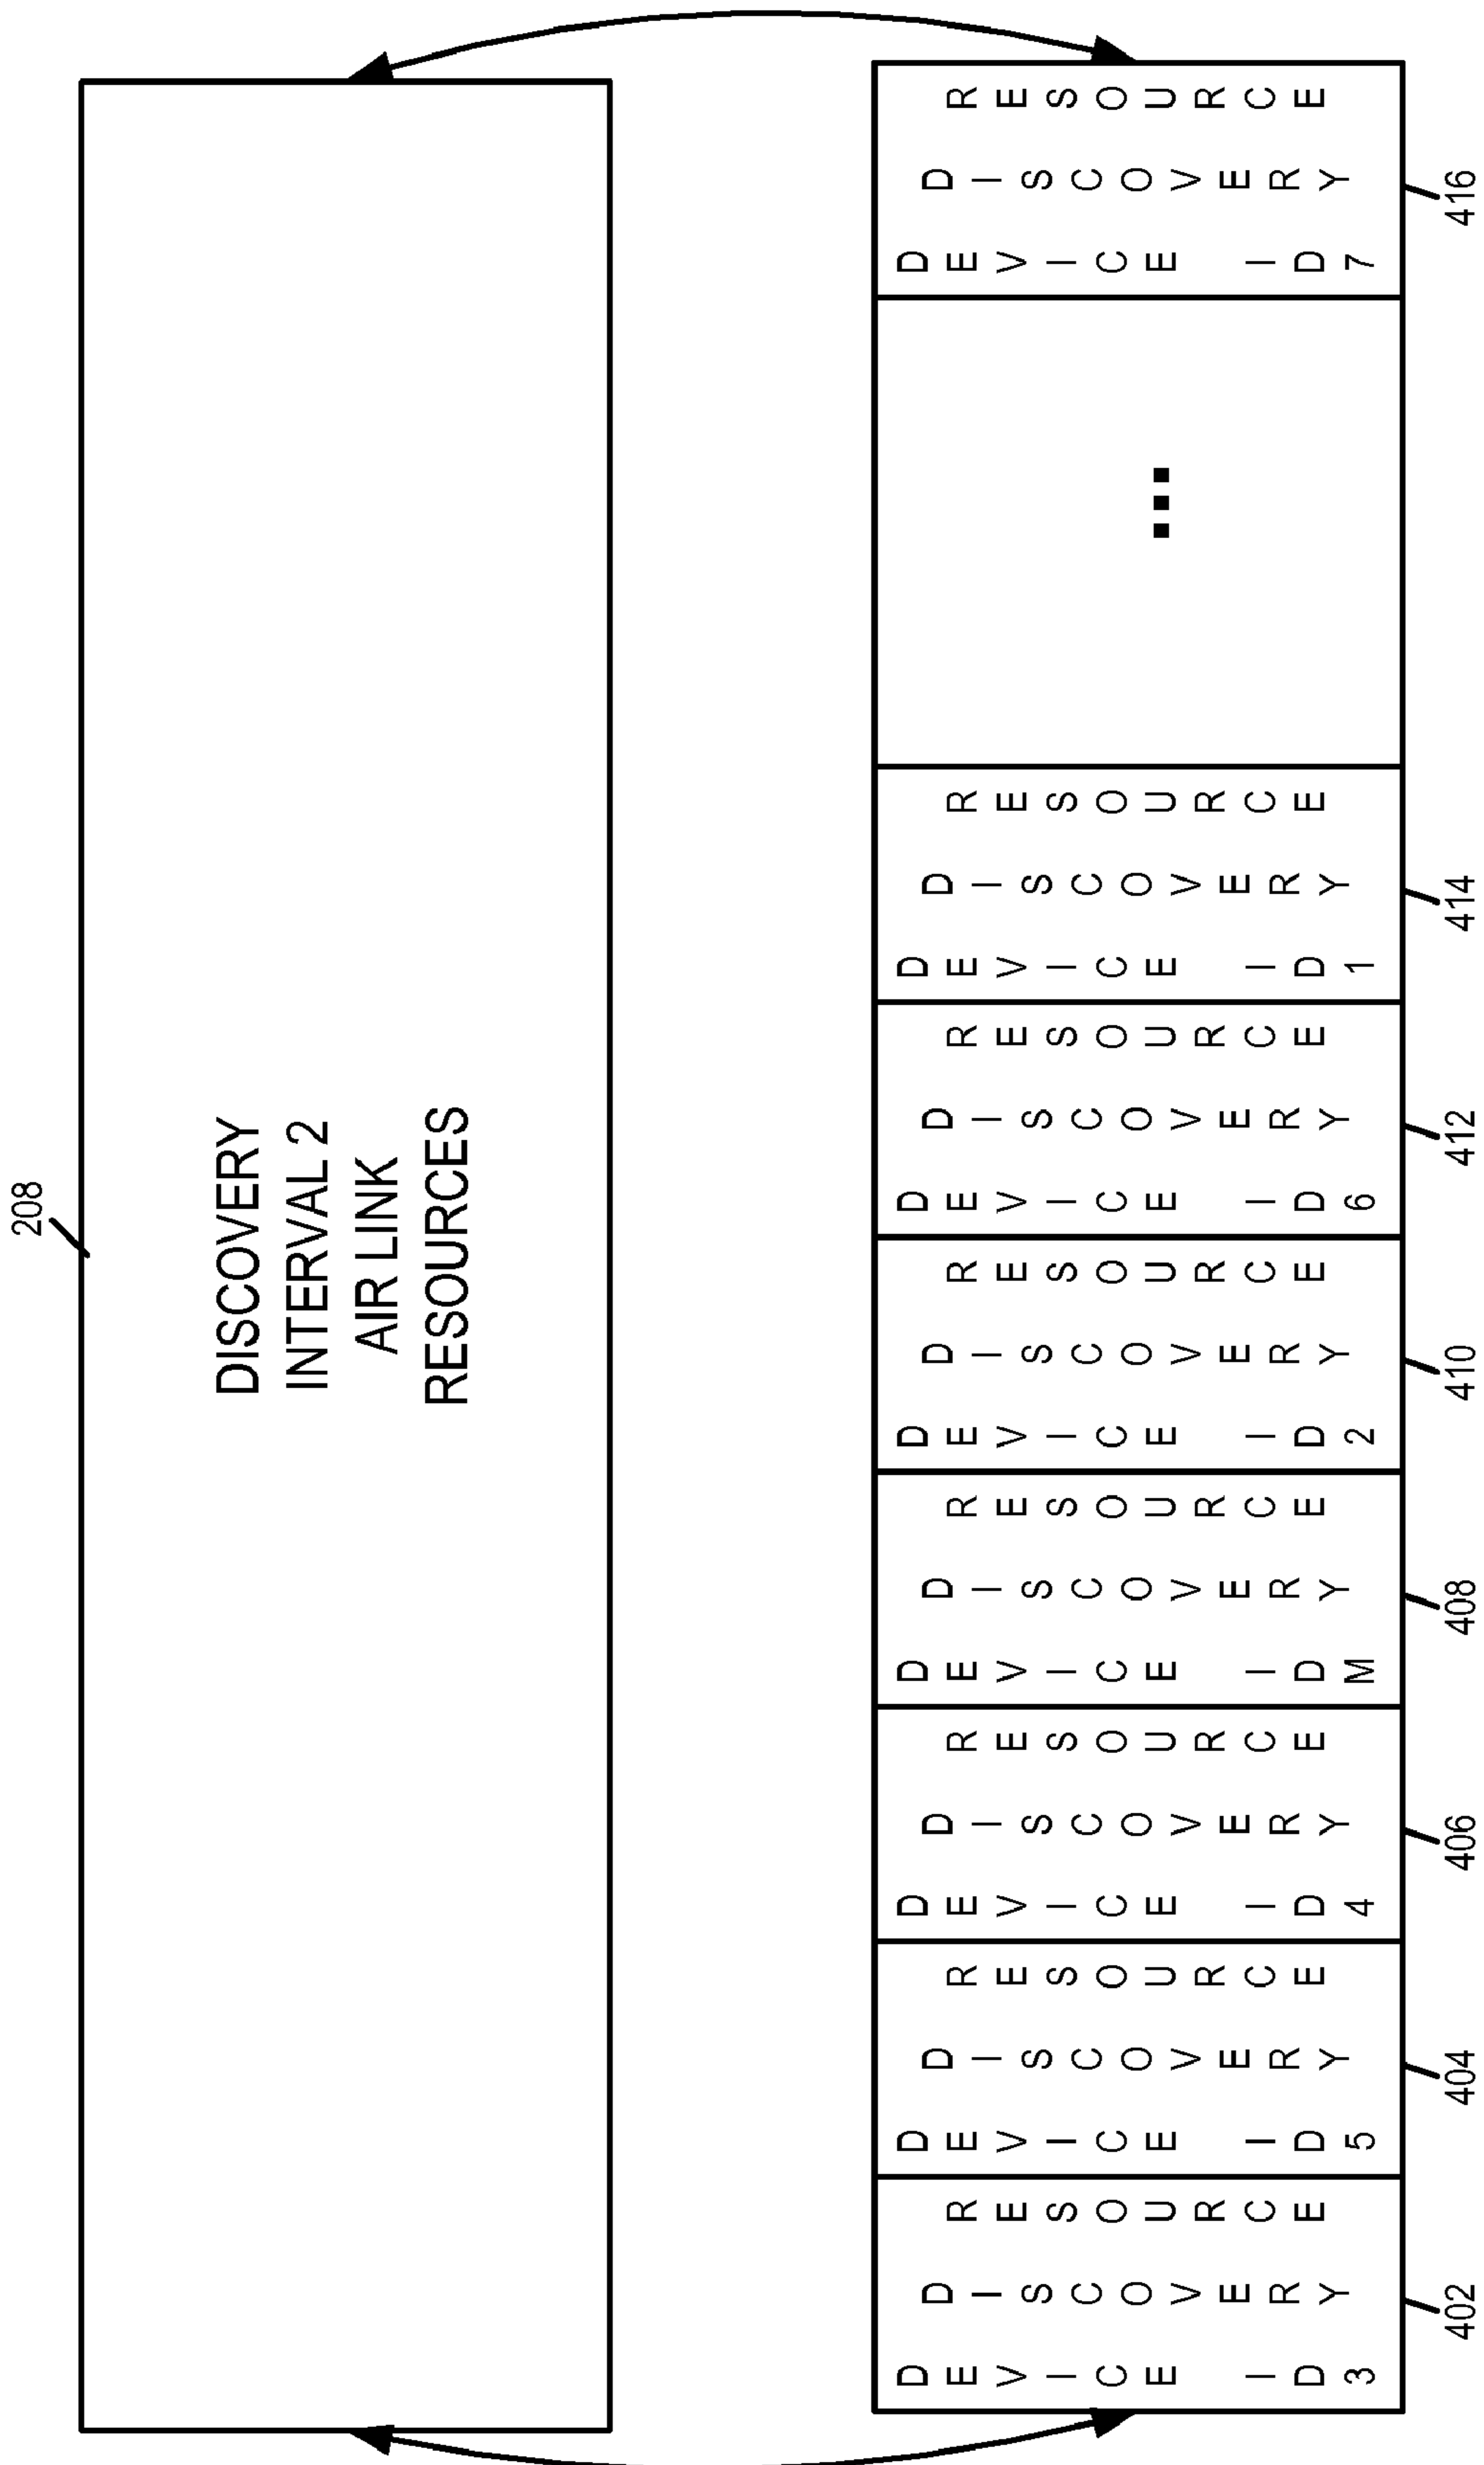 208
DISCOVERY
INTERVAL 2
AIR LINK
RESOURCES
DEVICE ID 3
DISCOVERY
RESOURCE
DEVICE ID 5
DISCOVERY
RESOURCE
DEVICE ID 4
DISCOVERY
RESOURCE
DEVICE ID M
DISCOVERY
RESOURCE
DEVICE ID 2
DISCOVERY
RESOURCE
DEVICE ID 6
DISCOVERY
RESOURCE
DEVICE ID 1
DISCOVERY
RESOURCE
...
DEVICE ID 7
DISCOVERY
RESOURCE
402
404
406
408
410
412
414
416